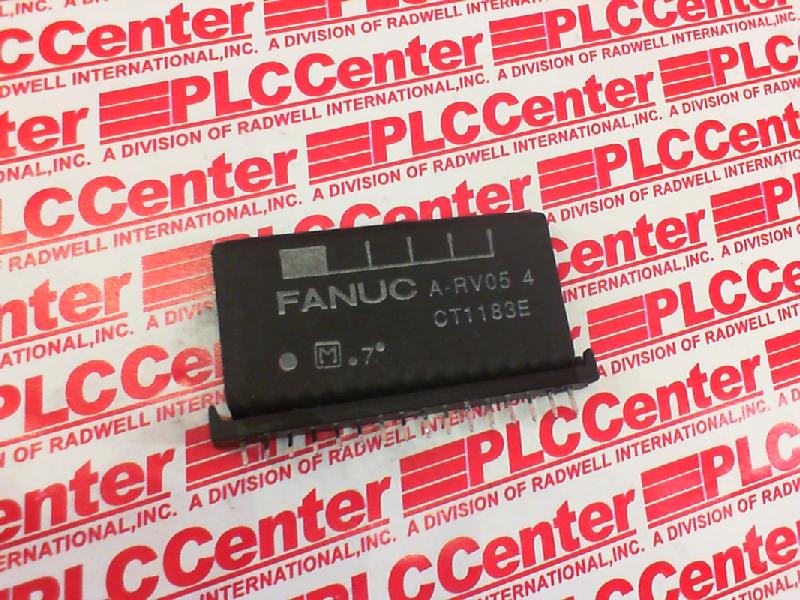 PLCCenter
A DIVISION OF RADWELL INTERNATIONAL, INC.
FANUC A-RV05 4
CT1183E
M .7°